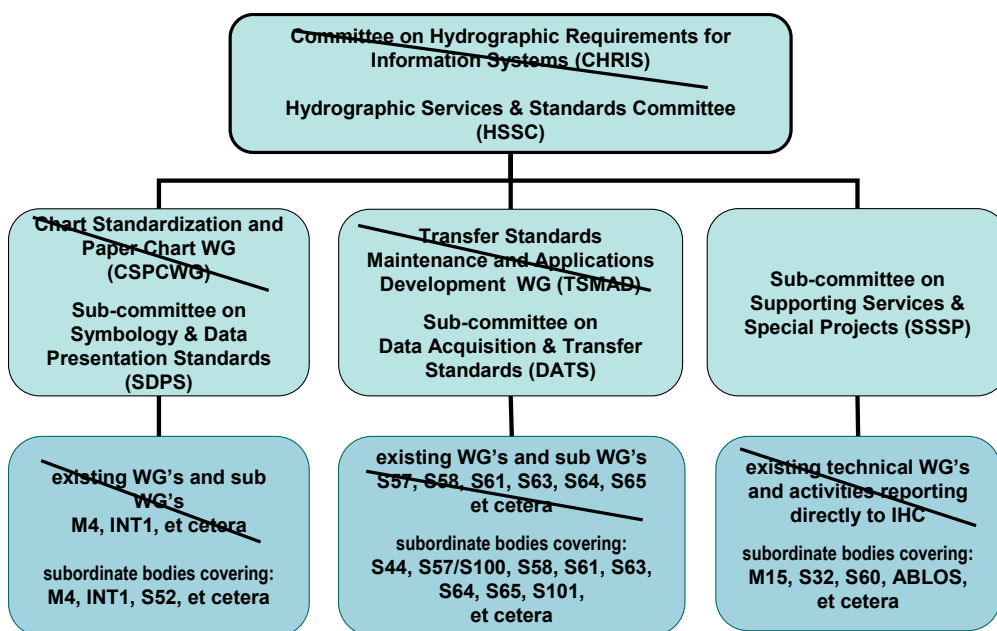 Committee on Hydrographic Requirements for
Information Systems (CHRIS)
Hydrographic Services & Standards Committee
(HSSC)
Chart Standardization and
Paper Chart WG
(CSPCWG)
Sub-committee on
Symbology & Data
Presentation Standards
(SDPS)
Transfer Standards
Maintenance and Applications
Development WG (TSMAD)
Sub-committee on
Data Acquisition & Transfer
Standards (DATS)
Sub-committee on
Supporting Services &
Special Projects (SSSP)
existing WG's and sub
WG's
M4, INT1, et cetera
subordinate bodies covering:
M4, INT1, S52, et cetera
existing WG's and sub WG's
S57, S58, S61, S63, S64, S65
et cetera
subordinate bodies covering:
S44, S57/S100, S58, S61, S63,
S64, S65, S101,
et cetera
existing technical WG's
and activities reporting
directly to IHC
subordinate bodies covering:
M15, S32, S60, ABLOS,
et cetera